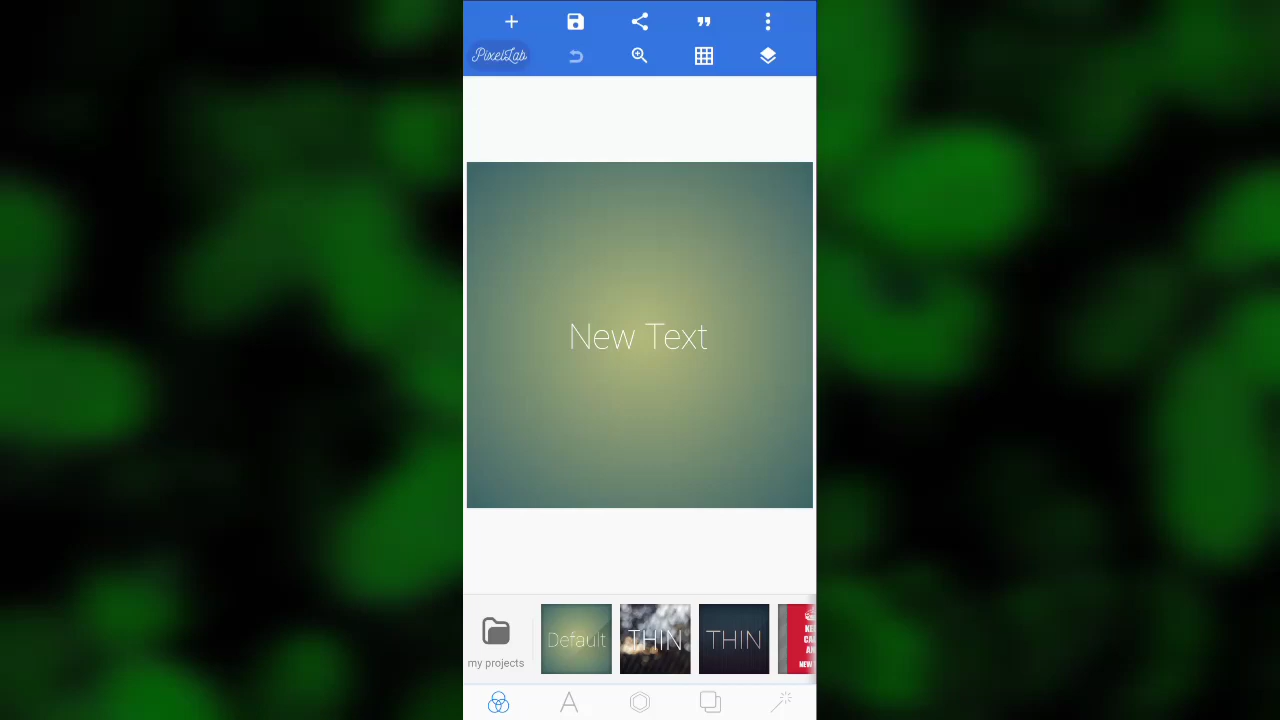 PixelLab
New Text
my projects
Default
THIN
THIN